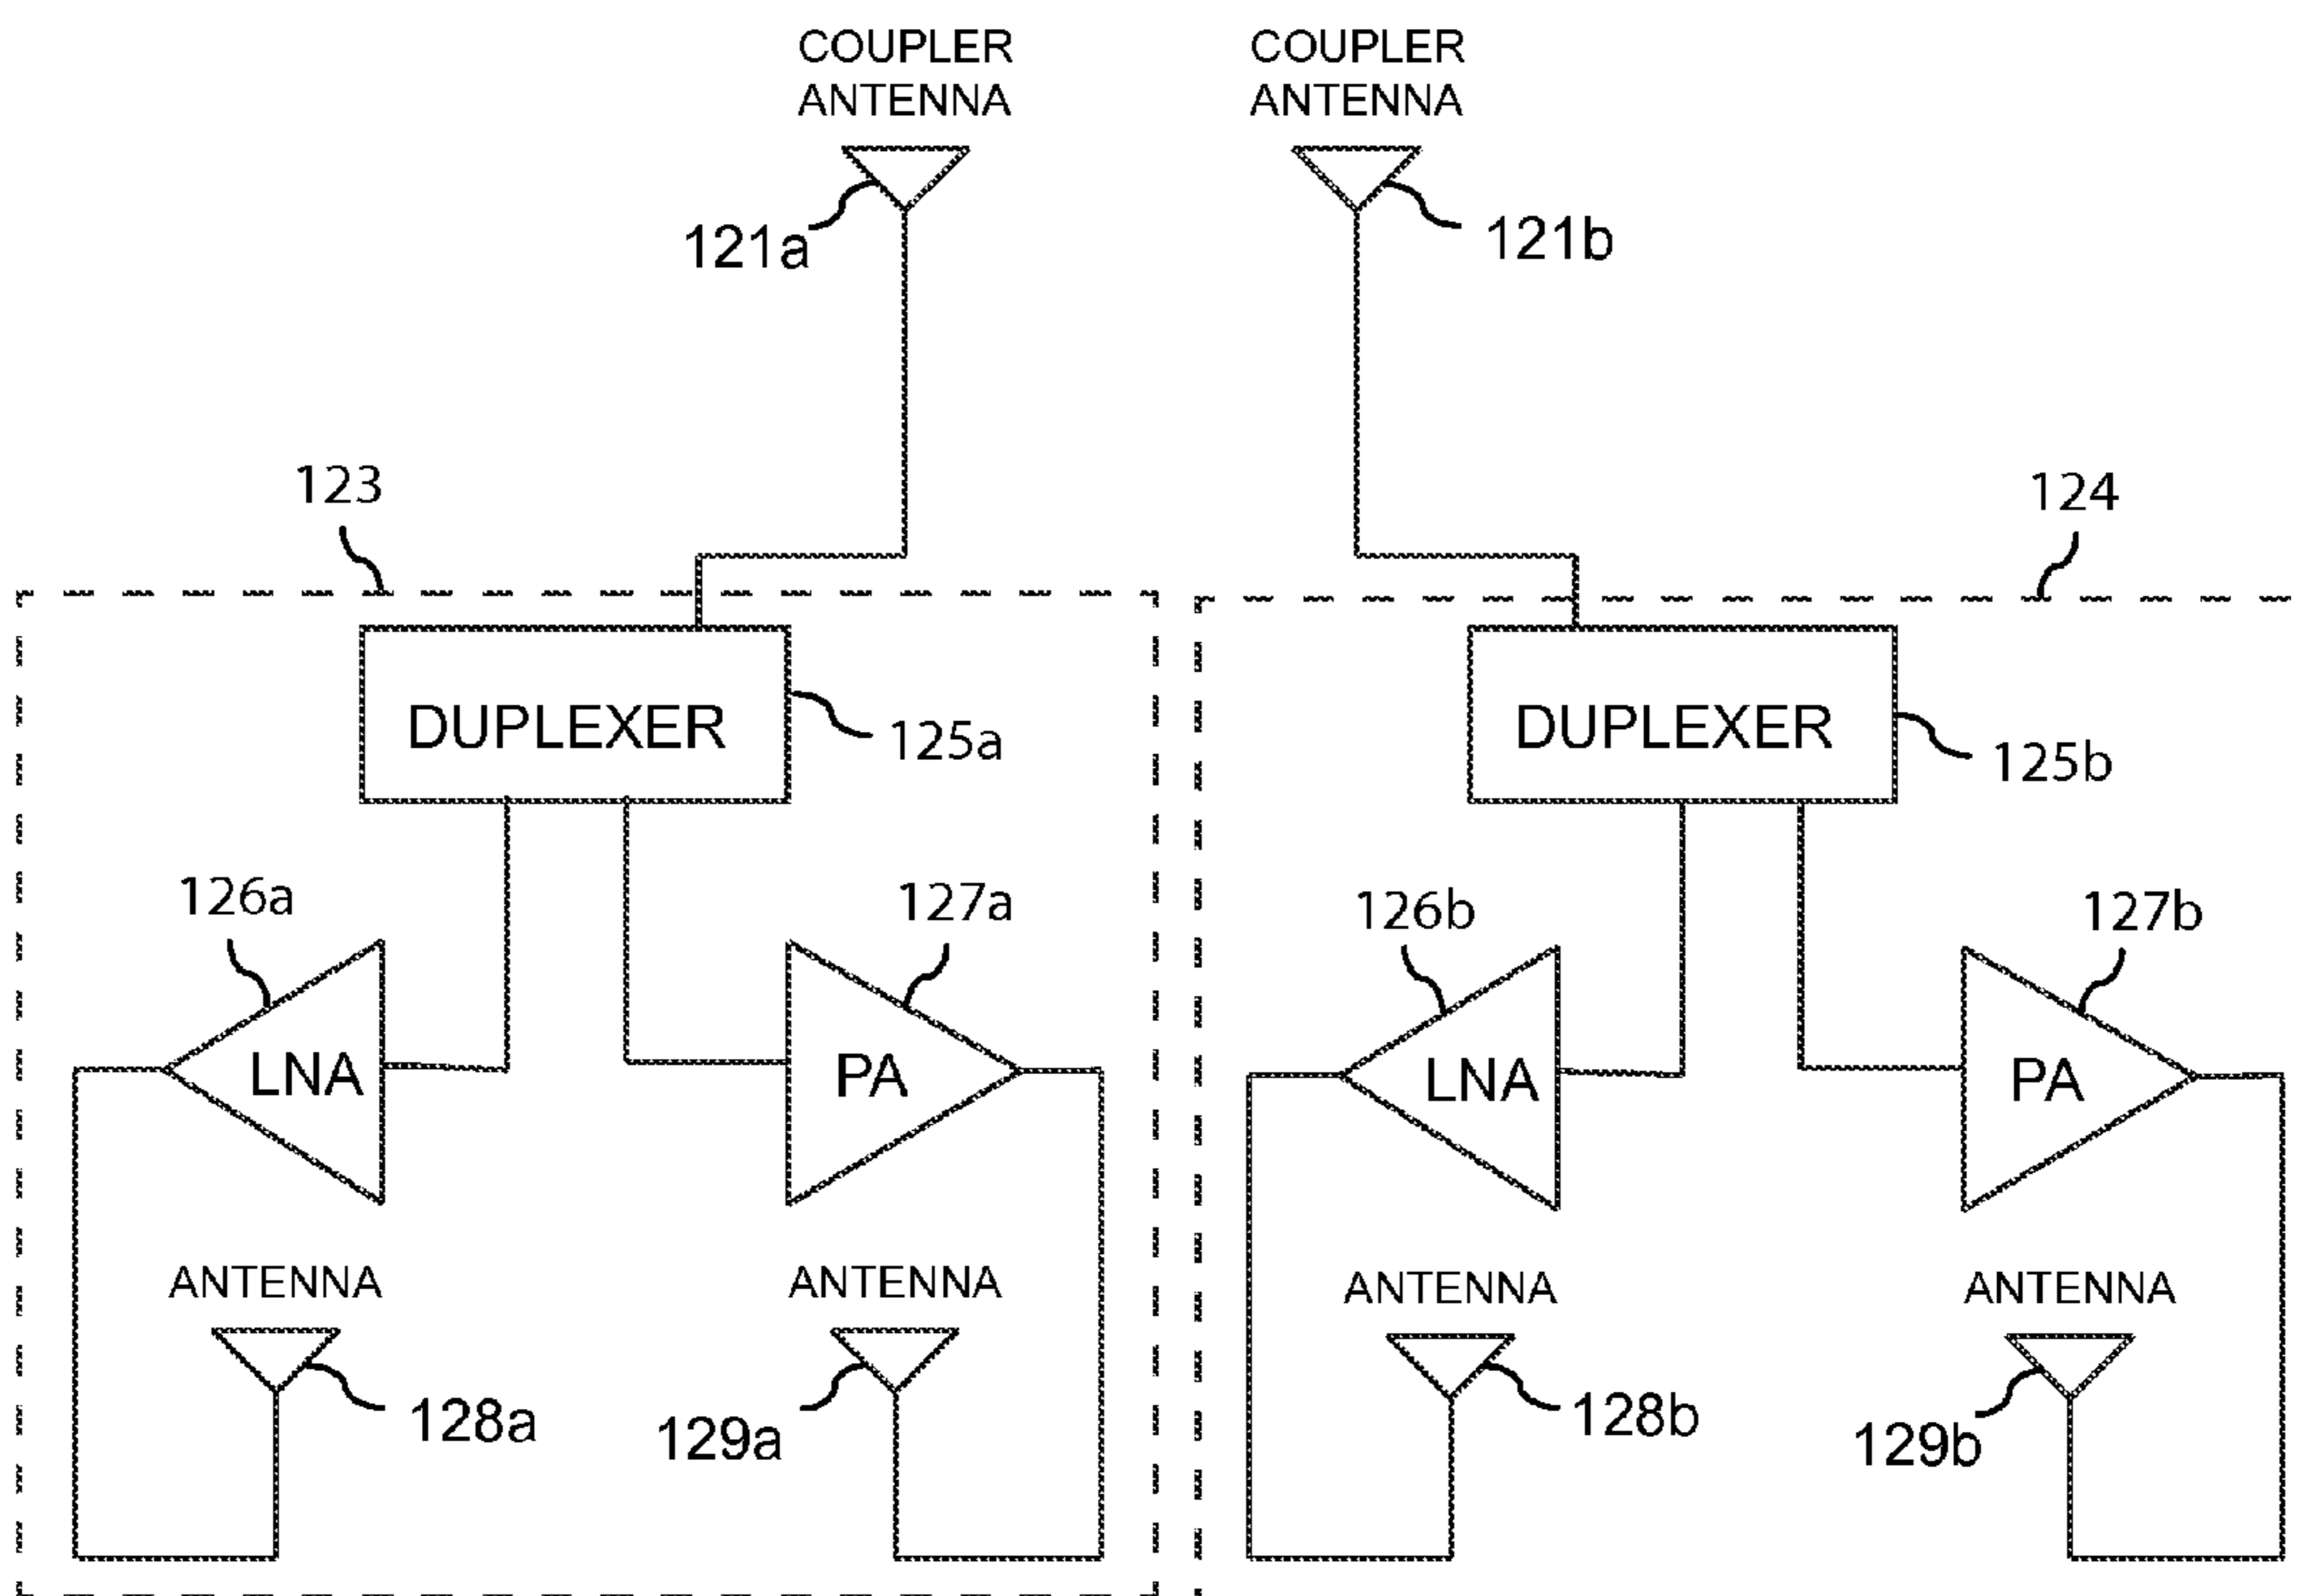 COUPLER
ANTENNA
COUPLER
ANTENNA
121a
121b
123
124
DUPLEXER
125a
DUPLEXER
125b
126a
127a
126b
127b
LNA
PA
LNA
PA
ANTENNA
ANTENNA
ANTENNA
ANTENNA
128a
129a
128b
129b